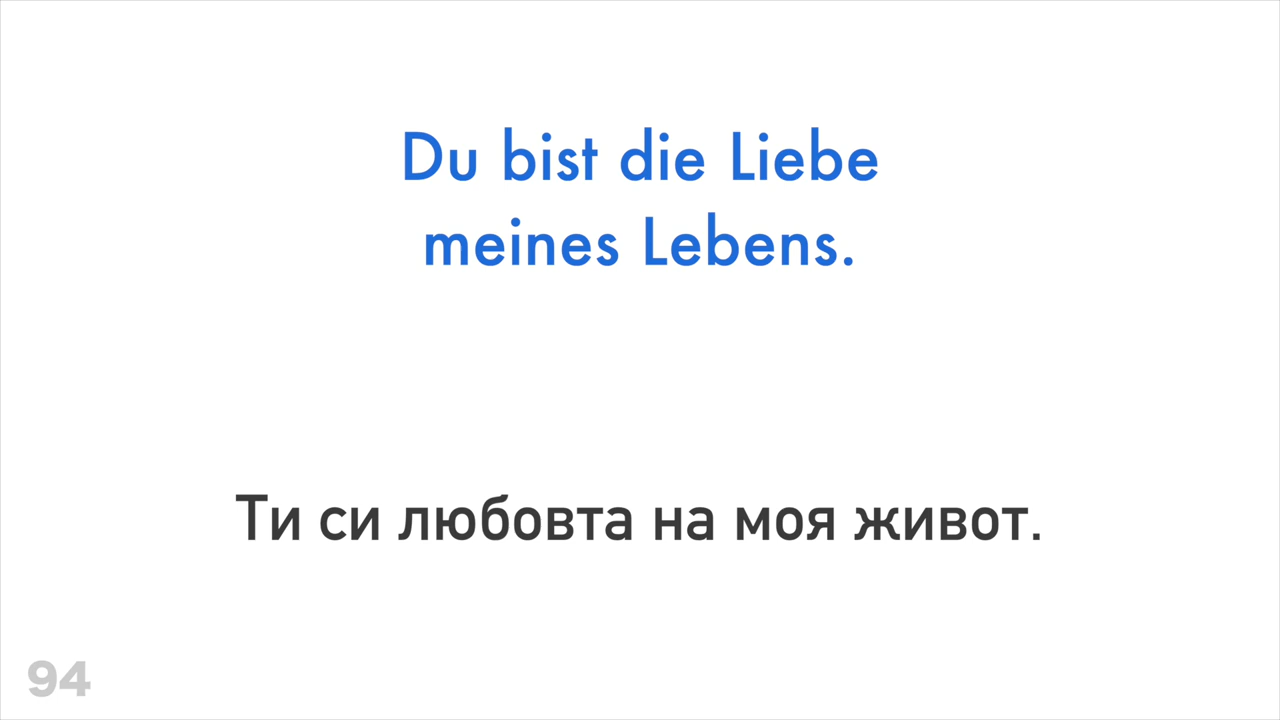 Du bist die Liebe
meines Lebens.
Ти си любовта на моя живот.
94